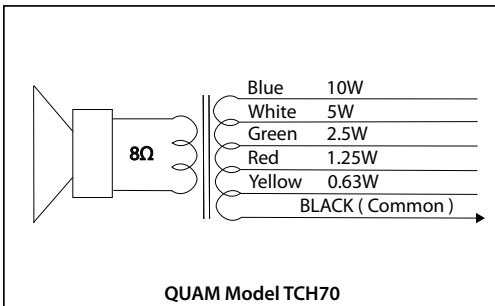 Blue 10W
White 5W
Green 2.5W
8Ω
Red 1.25W
Yellow 0.63W
BLACK ( Common )
QUAM Model TCH70